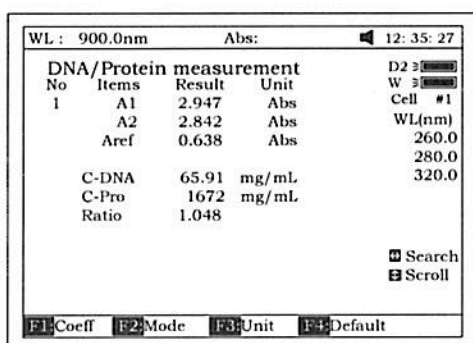 WL: 900.0nm Abs: 12: 35: 27
DNA/Protein measurement
No Items Result Unit
1 A1 2.947 Abs
A2 2.842 Abs
Aref 0.638 Abs
C-DNA 65.91 mg/mL
C-Pro 1672 mg/mL
Ratio 1.048
D2
W
Cell #1
WL(nm)
260.0
280.0
320.0
Search
Scroll
F1:Coeff F2:Mode F3:Unit F4:Default